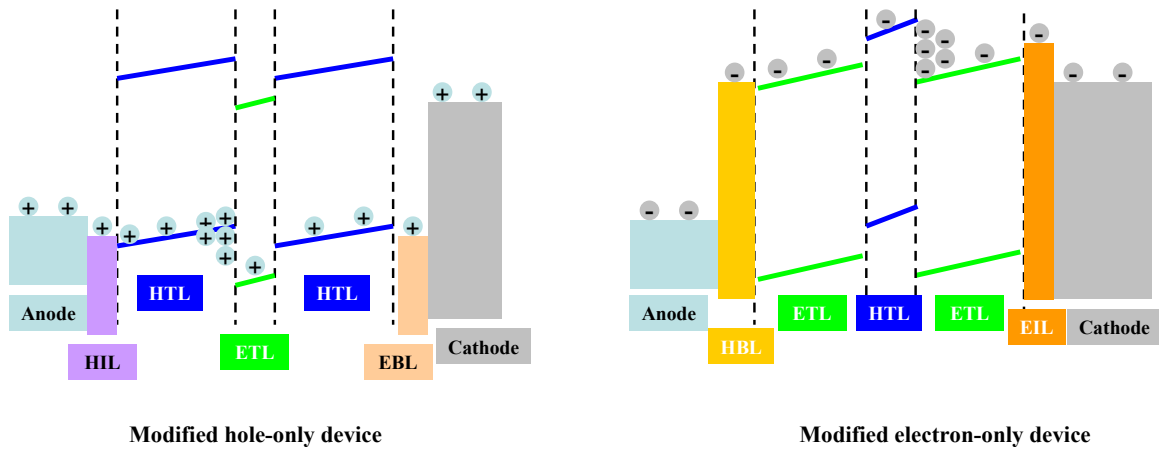 HTL
HTL
Anode
ETL
HIL
EBL
Cathode
Modified hole-only device
ETL
HTL
ETL
Anode
HBL
EIL
Cathode
Modified electron-only device